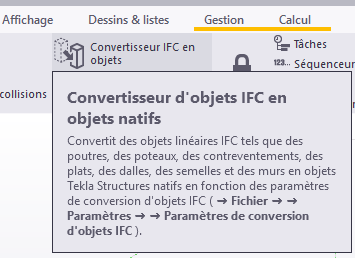 Affichage Dessins & listes Gestion Calcul
Convertisseur IFC en
objets
Tâches
123... Séquenceur
collisions
Convertisseur d'objets IFC en
objets natifs
Convertit des objets linéaires IFC tels que des
poutres, des poteaux, des contreventements, des
plats, des dalles, des semelles et des murs en objets
Tekla Structures natifs en fonction des paramètres
de conversion d'objets IFC ( → Fichier → →
Paramètres → → Paramètres de conversion
d'objets IFC ).